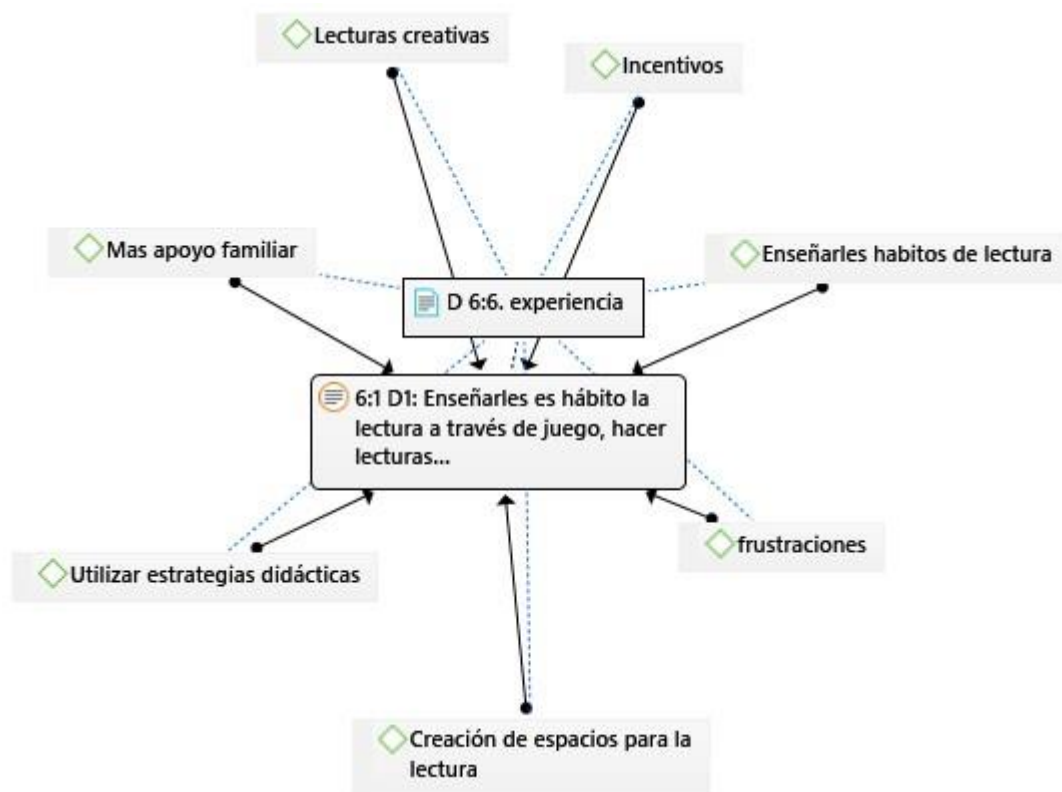 Lecturas creativas
Incentivos
Mas apoyo familiar
Enseñarles habitos de lectura
D 6:6. experiencia
6:1 D1: Enseñarles es hábito la
lectura a través de juego, hacer
lecturas...
frustraciones
Utilizar estrategias didácticas
Creación de espacios para la
lectura